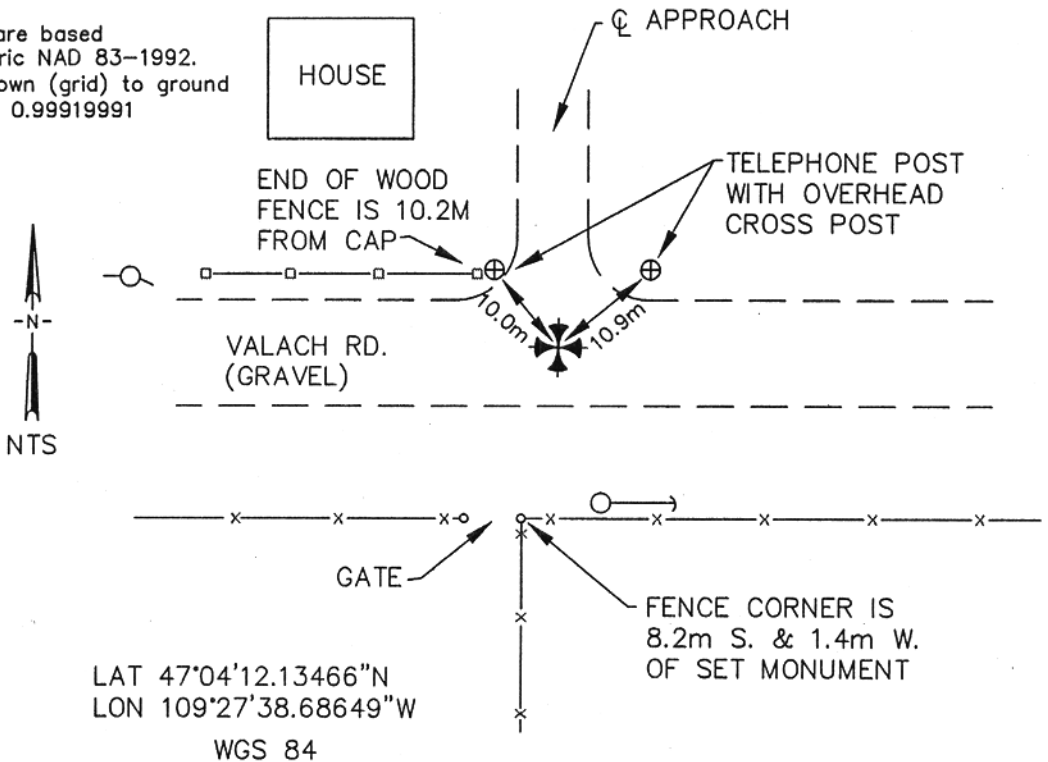 are based
ric NAD 83-1992.
own (grid) to ground
0.99919991
HOUSE
℄ APPROACH
END OF WOOD
FENCE IS 10.2M
FROM CAP
TELEPHONE POST
WITH OVERHEAD
CROSS POST
10.0m
10.9m
-N-
NTS
VALACH RD.
(GRAVEL)
GATE
FENCE CORNER IS
8.2m S. & 1.4m W.
OF SET MONUMENT
LAT 47°04'12.13466"N
LON 109°27'38.68649"W
WGS 84